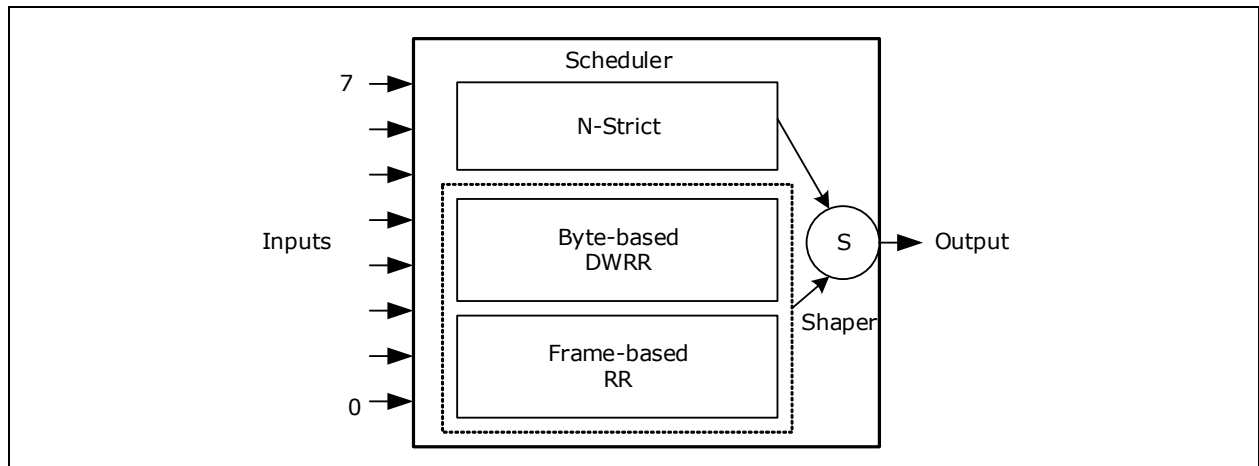 Scheduler
7
N-Strict
Inputs
Byte-based
DWRR
S
Output
Shaper
Frame-based
RR
0